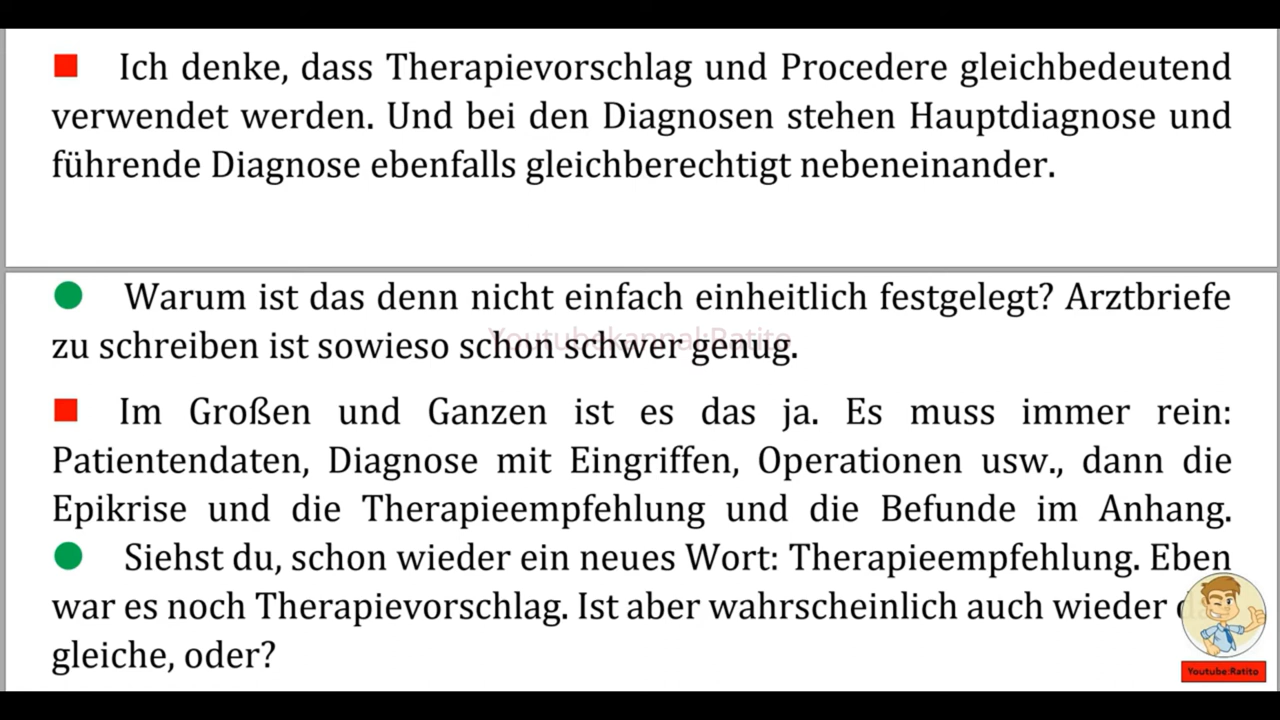 Ich denke, dass Therapievorschlag und Procedere gleichbedeutend
verwendet werden. Und bei den Diagnosen stehen Hauptdiagnose und
führende Diagnose ebenfalls gleichberechtigt nebeneinander.
Warum ist das denn nicht einfach einheitlich festgelegt? Arztbriefe
zu schreiben ist sowieso schon schwer genug.
Youtubekannal:Ratito
Im Großen und Ganzen ist es das ja. Es muss immer rein:
Patientendaten, Diagnose mit Eingriffen, Operationen usw., dann die
Epikrise und die Therapieempfehlung und die Befunde im Anhang.
Siehst du, schon wieder ein neues Wort: Therapieempfehlung. Eben
war es noch Therapievorschlag. Ist aber wahrscheinlich auch wieder
gleiche, oder?
Youtube:Ratito